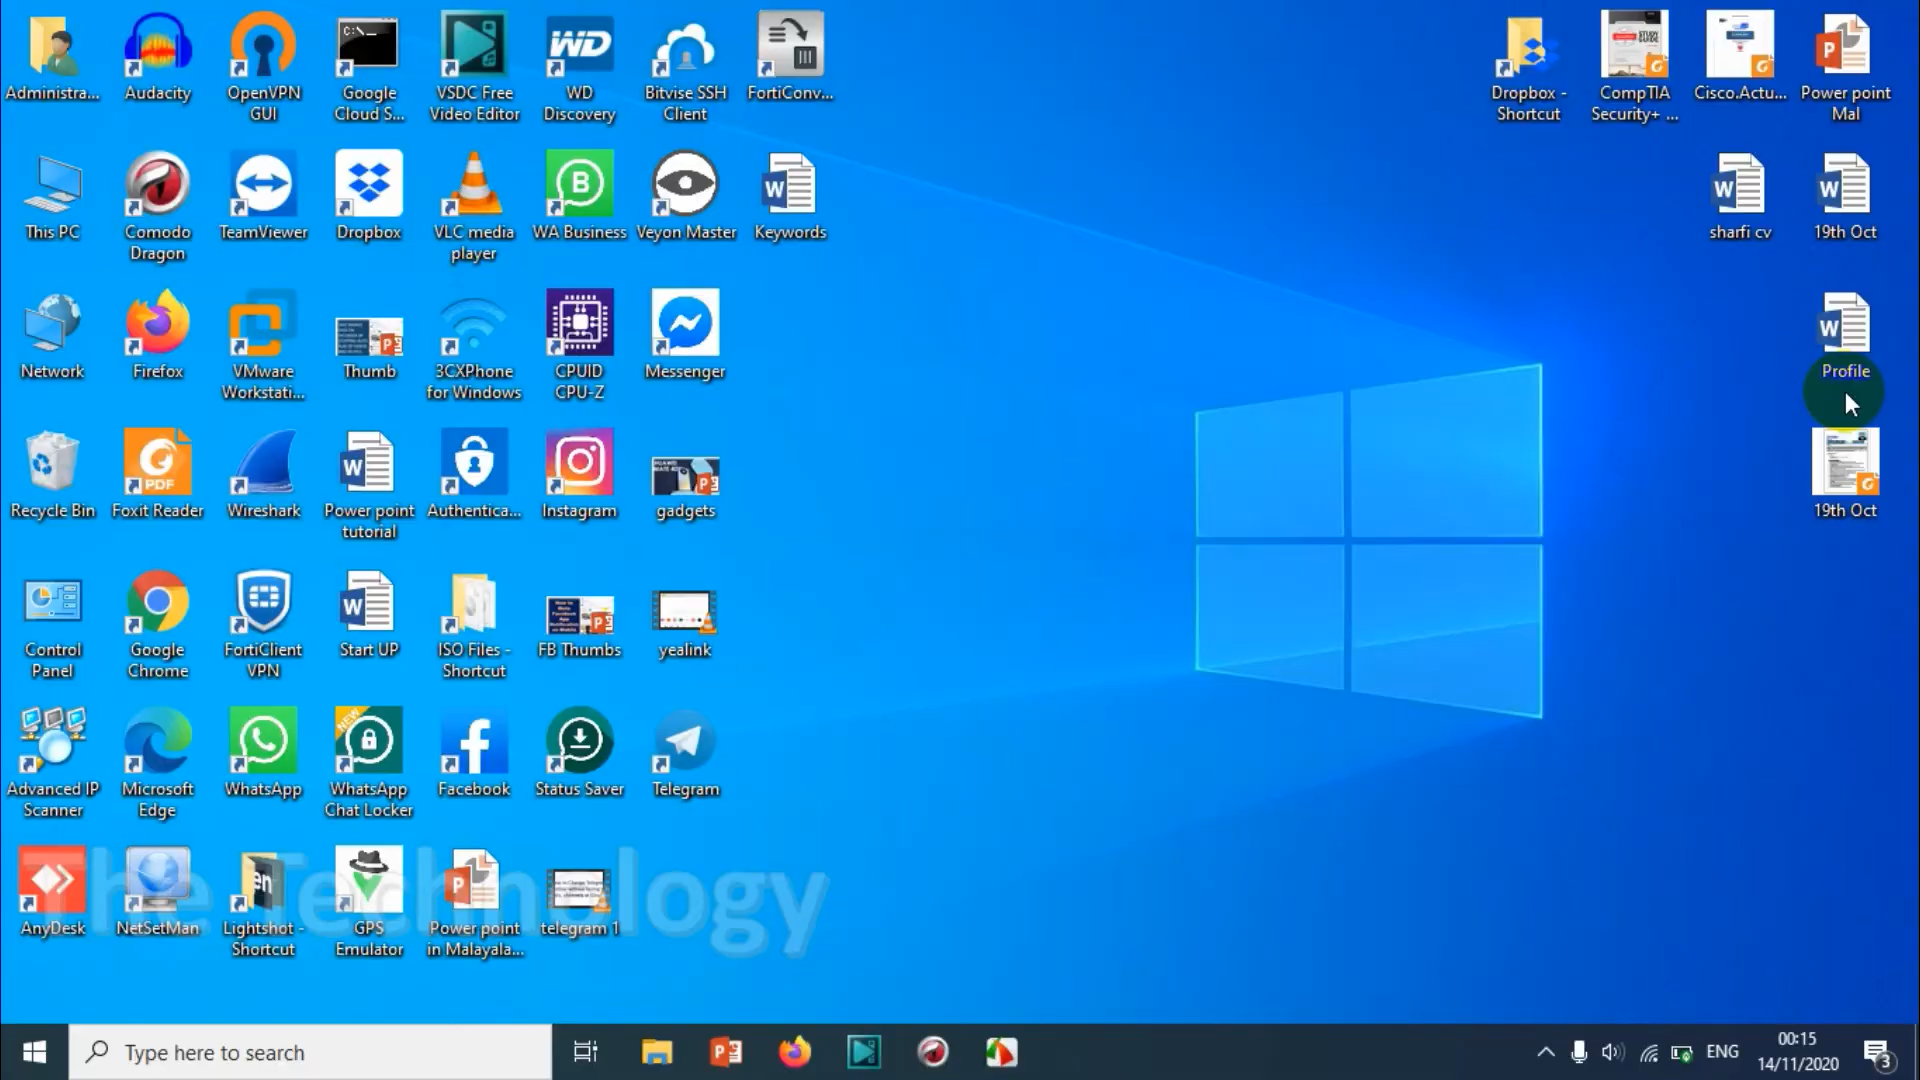 Administra...
Audacity
OpenVPN
GUI
Google
Cloud S...
VSDC Free
Video Editor
WD
Discovery
Bitvise SSH
Client
FortiConv...
Dropbox -
Shortcut
CompTIA
Security+ ...
Cisco.Actu...
Power point
Mal
This PC
Comodo
Dragon
TeamViewer
Dropbox
VLC media
player
WA Business
Veyon Master
Keywords
sharfi cv
19th Oct
Network
Firefox
VMware
Workstati...
Thumb
3CXPhone
for Windows
CPUID
CPU-Z
Messenger
Profile
Recycle Bin
Foxit Reader
Wireshark
Power point
tutorial
Authentica...
Instagram
gadgets
19th Oct
Control
Panel
Google
Chrome
FortiClient
VPN
Start UP
ISO Files -
Shortcut
FB Thumbs
yealink
Advanced IP
Scanner
Microsoft
Edge
WhatsApp
WhatsApp
Chat Locker
Facebook
Status Saver
Telegram
AnyDesk
NetSetMan
Lightshot -
Shortcut
GPS
Emulator
Power point
in Malayala...
telegram 1
The Technology
Type here to search
ENG
00:15
14/11/2020
3